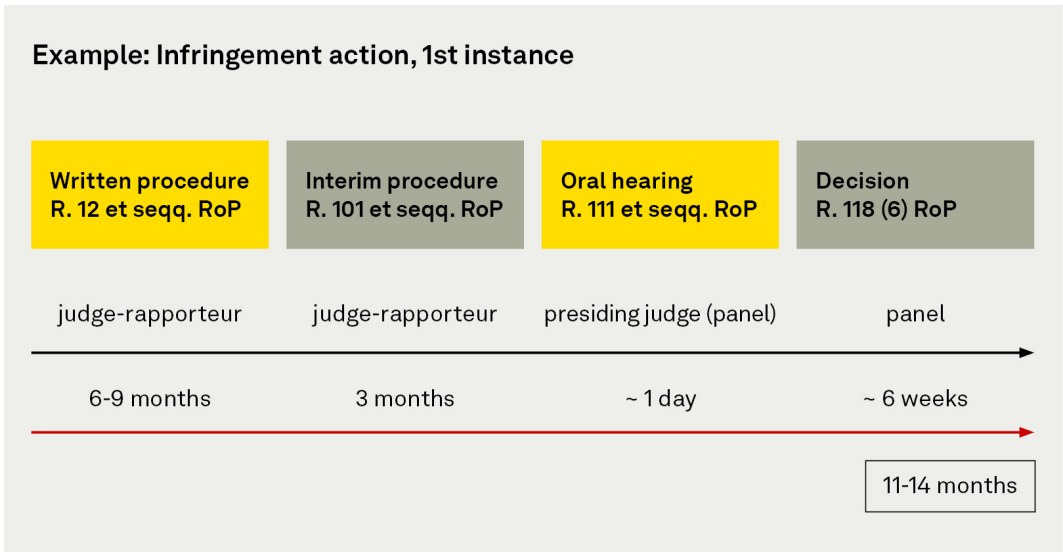 Example: Infringement action, 1st instance
Written procedure
R. 12 et seqq. RoP
Interim procedure
R. 101 et seqq. RoP
Oral hearing
R. 111 et seqq. RoP
Decision
R. 118 (6) RoP
judge-rapporteur
judge-rapporteur
presiding judge (panel)
panel
6-9 months
3 months
~ 1 day
~ 6 weeks
11-14 months